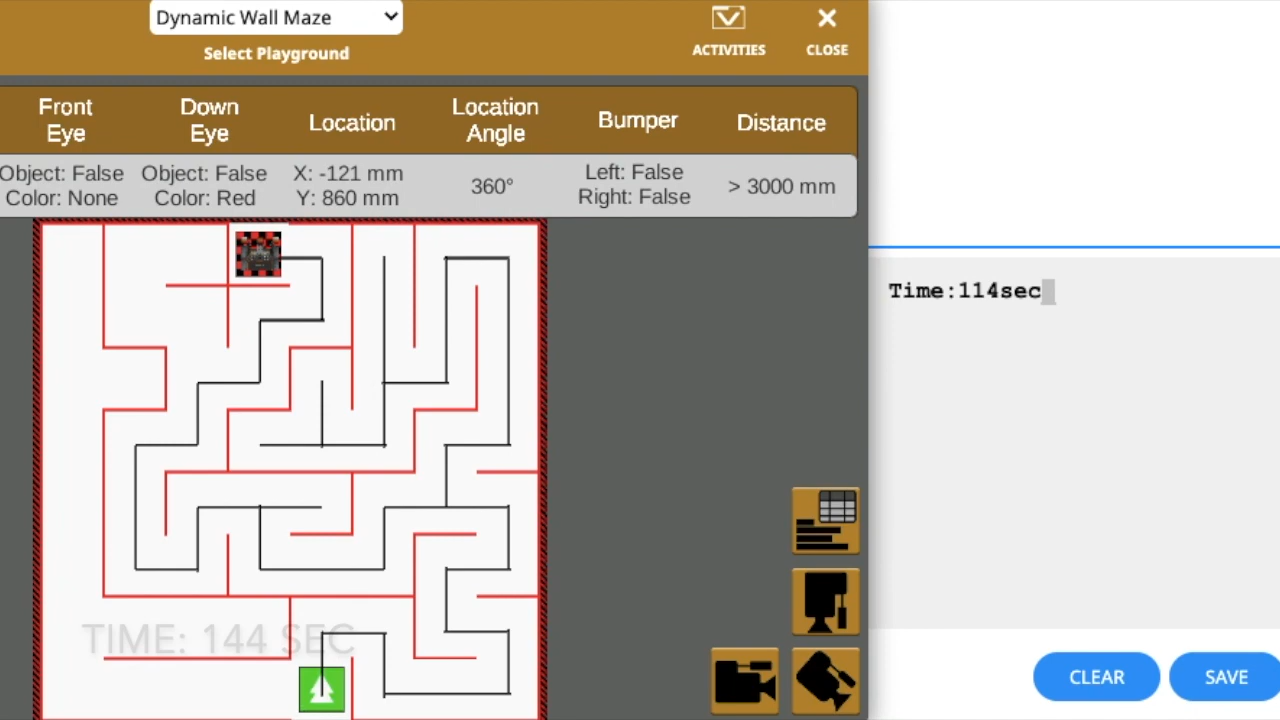 Dynamic Wall Maze
Select Playground
ACTIVITIES
CLOSE
Front Eye
Down Eye
Location
Location Angle
Bumper
Distance
Object: False
Color: None
Object: False
Color: Red
X: -121 mm
Y: 860 mm
360°
Left: False
Right: False
> 3000 mm
Time:114sec
TIME: 144 SEC
CLEAR
SAVE